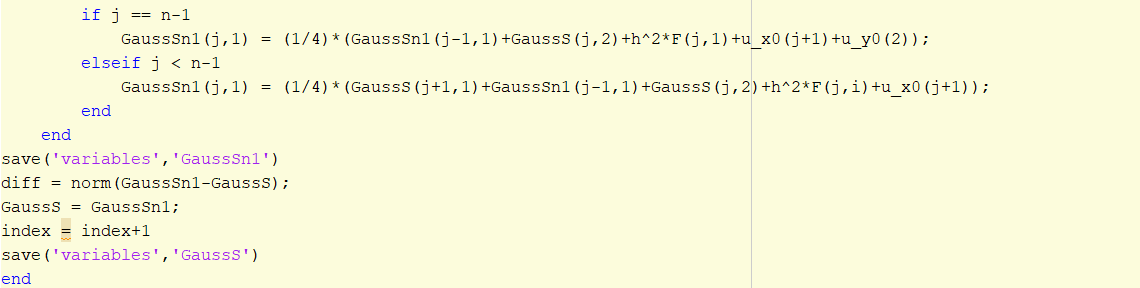 if j == n-1
GaussSn1(j,1) = (1/4)*(GaussSn1(j-1,1)+GaussS(j,2)+h^2*F(j,1)+u_x0(j+1)+u_y0(2));
elseif j < n-1
GaussSn1(j,1) = (1/4)*(GaussS(j+1,1)+GaussSn1(j-1,1)+GaussS(j,2)+h^2*F(j,i)+u_x0(j+1));
end
end
save('variables','GaussSn1')
diff = norm(GaussSn1-GaussS);
GaussS = GaussSn1;
index = index+1
save('variables','GaussS')
end